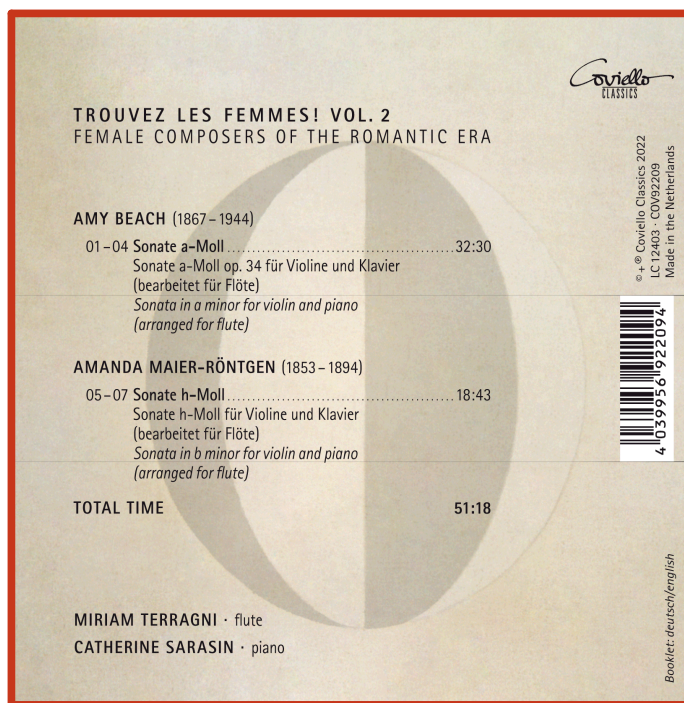 Coviello
CLASSICS
TROUVEZ LES FEMMES! VOL. 2
FEMALE COMPOSERS OF THE ROMANTIC ERA
AMY BEACH (1867–1944)
01–04 Sonate a-Moll ........................................ 32:30
Sonate a-Moll op. 34 für Violine und Klavier
(bearbeitet für Flöte)
Sonata in a minor for violin and piano
(arranged for flute)
AMANDA MAIER-RÖNTGEN (1853–1894)
05–07 Sonate h-Moll ........................................ 18:43
Sonate h-Moll für Violine und Klavier
(bearbeitet für Flöte)
Sonata in b minor for violin and piano
(arranged for flute)
TOTAL TIME 51:18
MIRIAM TERRAGNI · flute
CATHERINE SARASIN · piano
© + ® Coviello Classics 2022
LC 12403 · COV92209
Made in the Netherlands
4 039956 922094
Booklet: deutsch/english